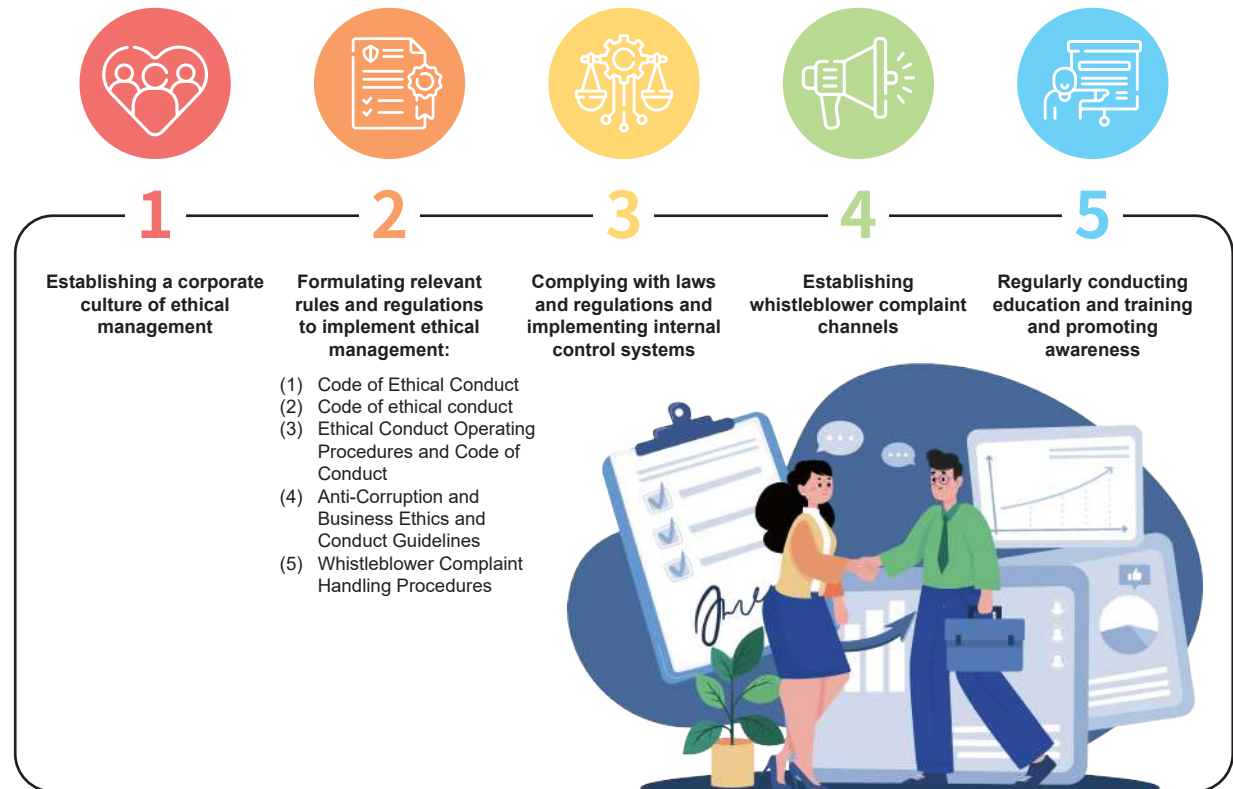 1
Establishing a corporate
culture of ethical
management
2
Formulating relevant
rules and regulations
to implement ethical
management:
(1) Code of Ethical Conduct
(2) Code of ethical conduct
(3) Ethical Conduct Operating
Procedures and Code of
Conduct
(4) Anti-Corruption and
Business Ethics and
Conduct Guidelines
(5) Whistleblower Complaint
Handling Procedures
3
Complying with laws
and regulations and
implementing internal
control systems
4
Establishing
whistleblower complaint
channels
5
Regularly conducting
education and training
and promoting
awareness